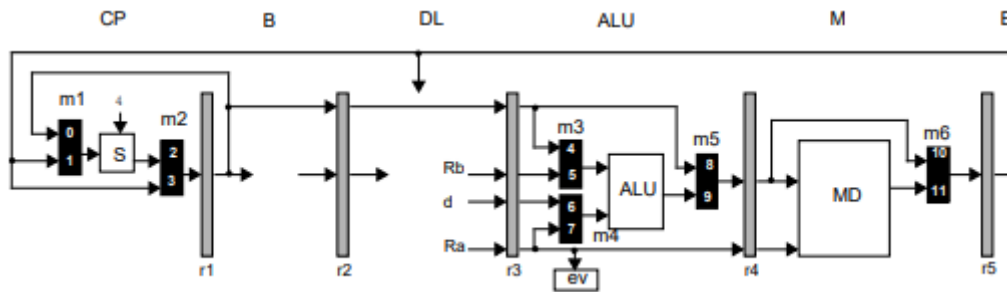 CP B DL ALU M E
m1 4 m2 m3 m5 m6
0 1 S 2 3
4 5 ALU 8 9 10 11
Rb
d 6 7 MD
m4
Ra
ev
r1 r2 r3 r4 r5